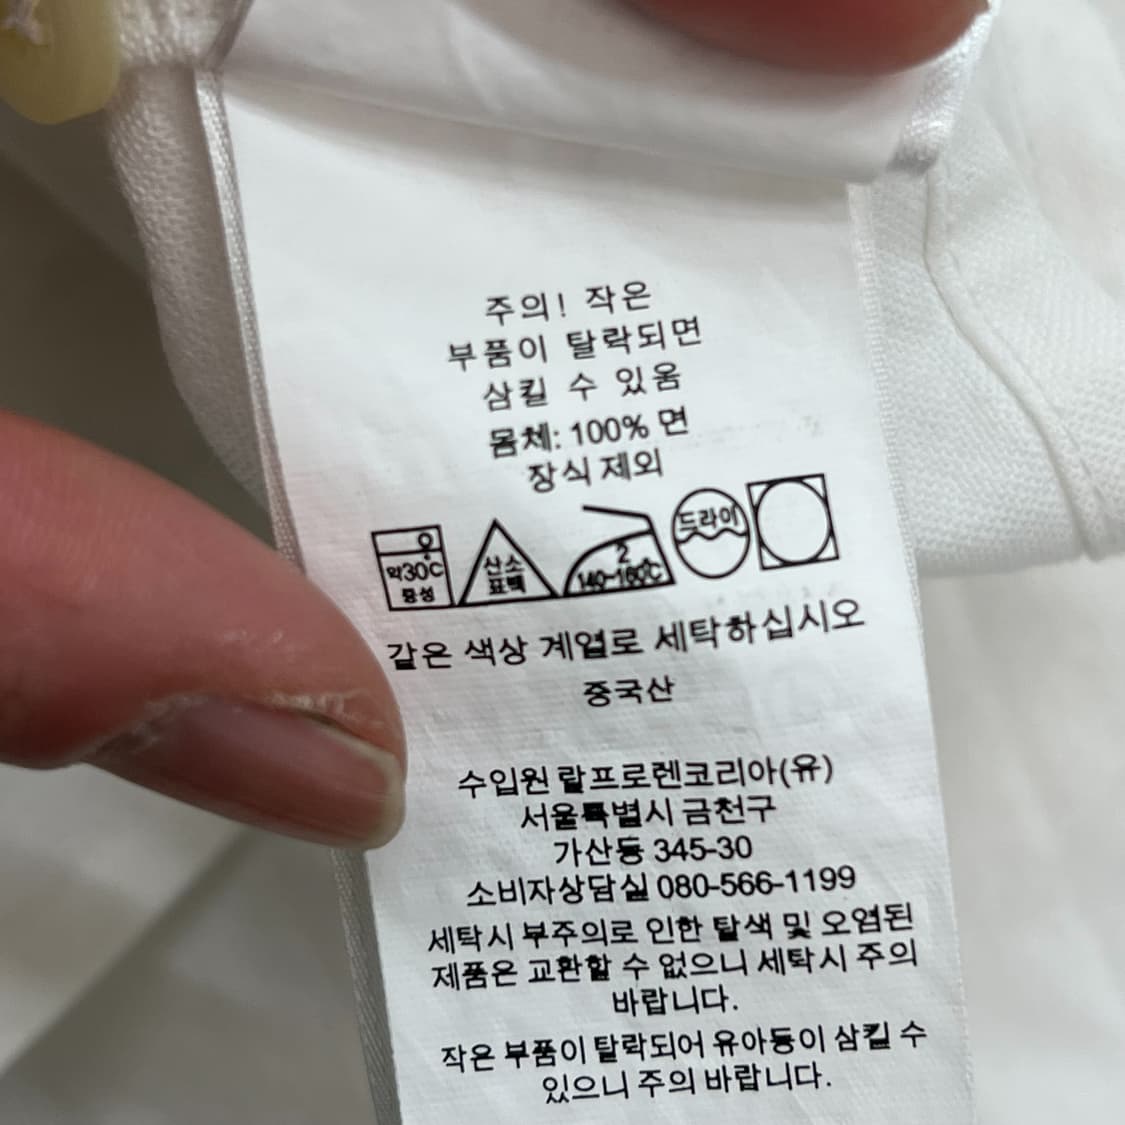 주의! 작은
부품이 탈락되면
삼킬 수 있음
몸체: 100% 면
장식 제외
약30℃
중성
산소
표백
2
140~160℃
드라이
같은 색상 계열로 세탁하십시오
중국산
수입원 랄프로렌코리아(유)
서울특별시 금천구
가산동 345-30
소비자상담실 080-566-1199
세탁시 부주의로 인한 탈색 및 오염된
제품은 교환할 수 없으니 세탁시 주의
바랍니다.
작은 부품이 탈락되어 유아등이 삼킬 수
있으니 주의 바랍니다.